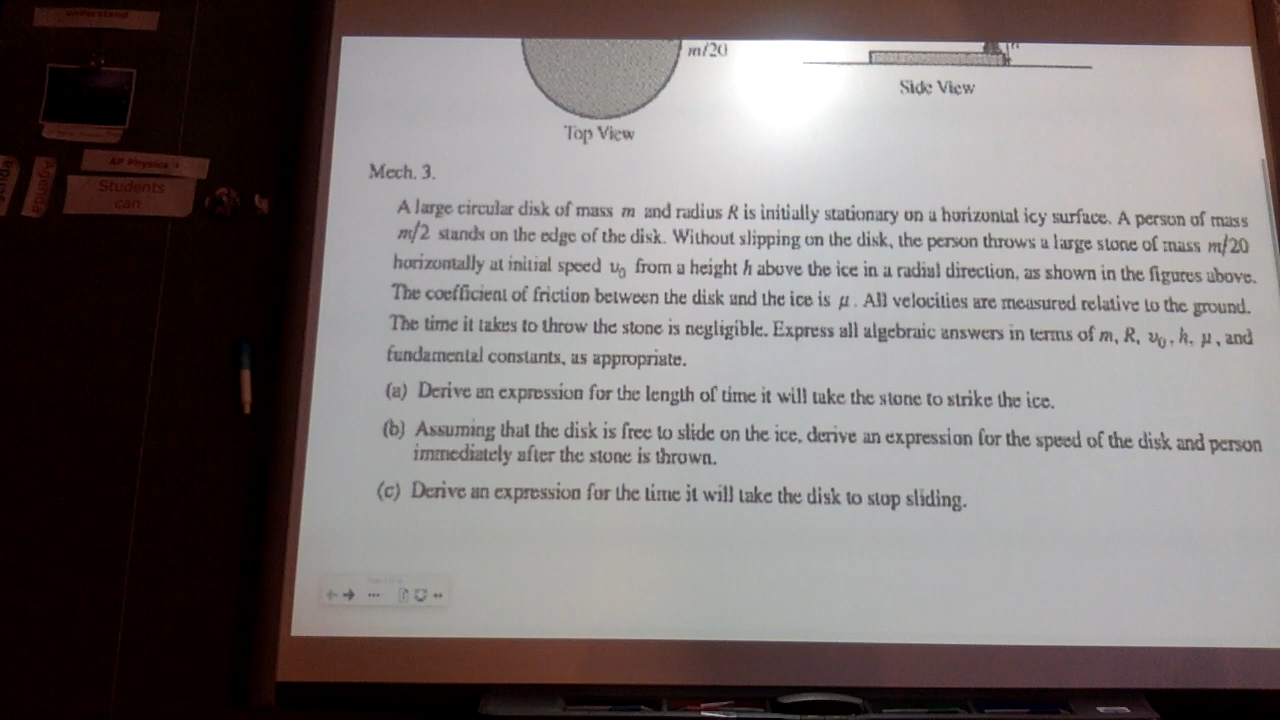 understand
AP Physics
Agenda
Students
can
m/20
Side View
Top View
Mech. 3.
A large circular disk of mass m and radius R is initially stationary on a horizontal icy surface. A person of mass
m/2 stands on the edge of the disk. Without slipping on the disk, the person throws a large stone of mass m/20
horizontally at initial speed v₀ from a height h above the ice in a radial direction, as shown in the figures above.
The coefficient of friction between the disk and the ice is μ. All velocities are measured relative to the ground.
The time it takes to throw the stone is negligible. Express all algebraic answers in terms of m, R, v₀, h, μ, and
fundamental constants, as appropriate.
(a) Derive an expression for the length of time it will take the stone to strike the ice.
(b) Assuming that the disk is free to slide on the ice, derive an expression for the speed of the disk and person
immediately after the stone is thrown.
(c) Derive an expression for the time it will take the disk to stop sliding.